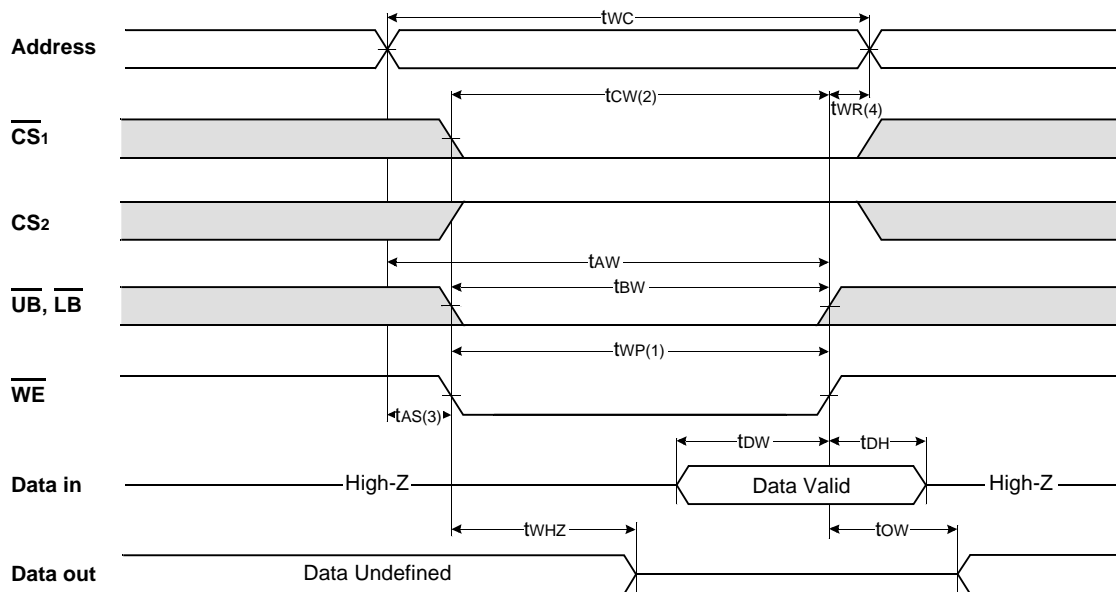 tWC
Address
tCW(2)
tWR(4)
CS1
CS2
tAW
tBW
UB, LB
tWP(1)
WE
tAS(3)
tDW
tDH
Data in
High-Z
Data Valid
High-Z
tWHZ
tOW
Data out
Data Undefined